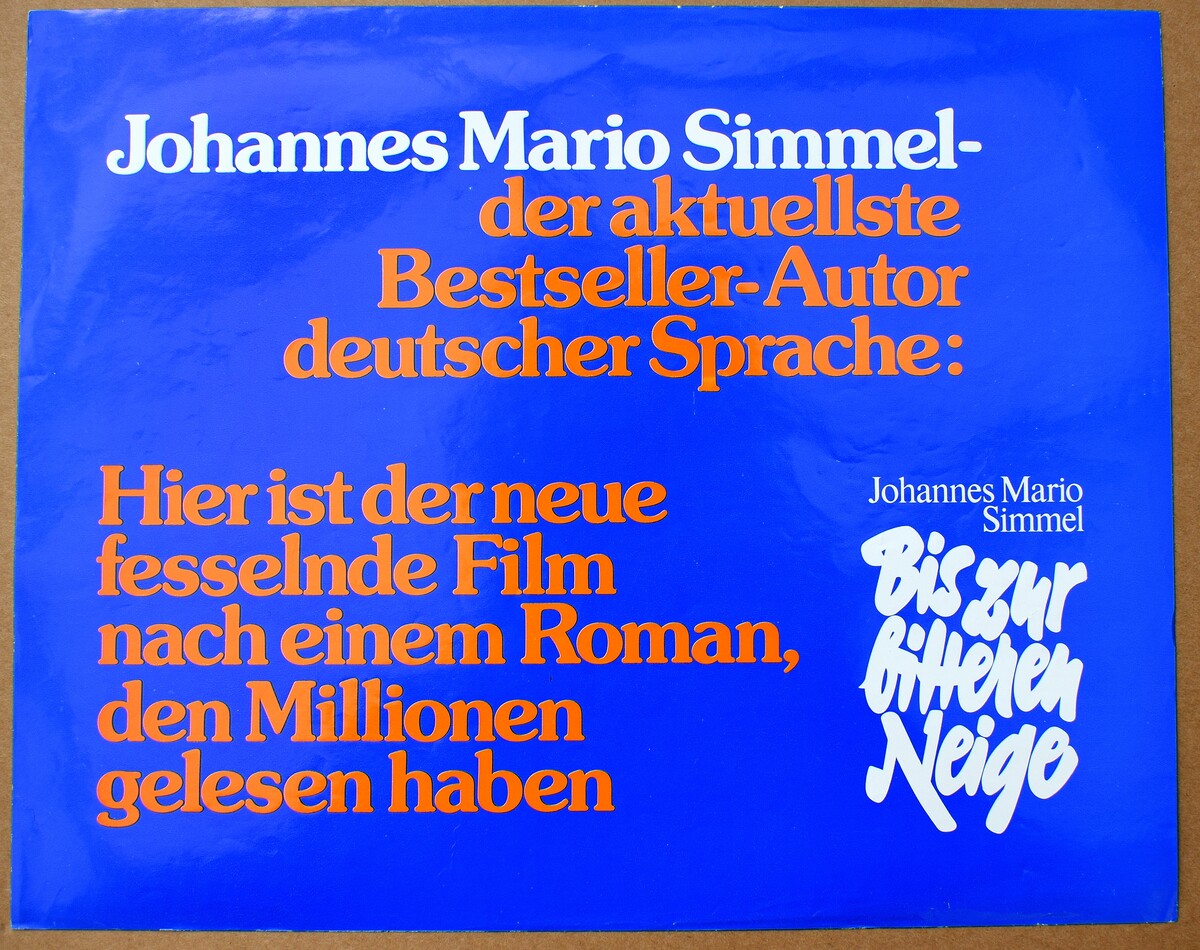 Johannes Mario Simmel-
der aktuellste
Bestseller-Autor
deutscher Sprache:
Hier ist der neue
fesselnde Film
nach einem Roman,
den Millionen
gelesen haben
Johannes Mario
Simmel
Bis zur
bitteren
Neige